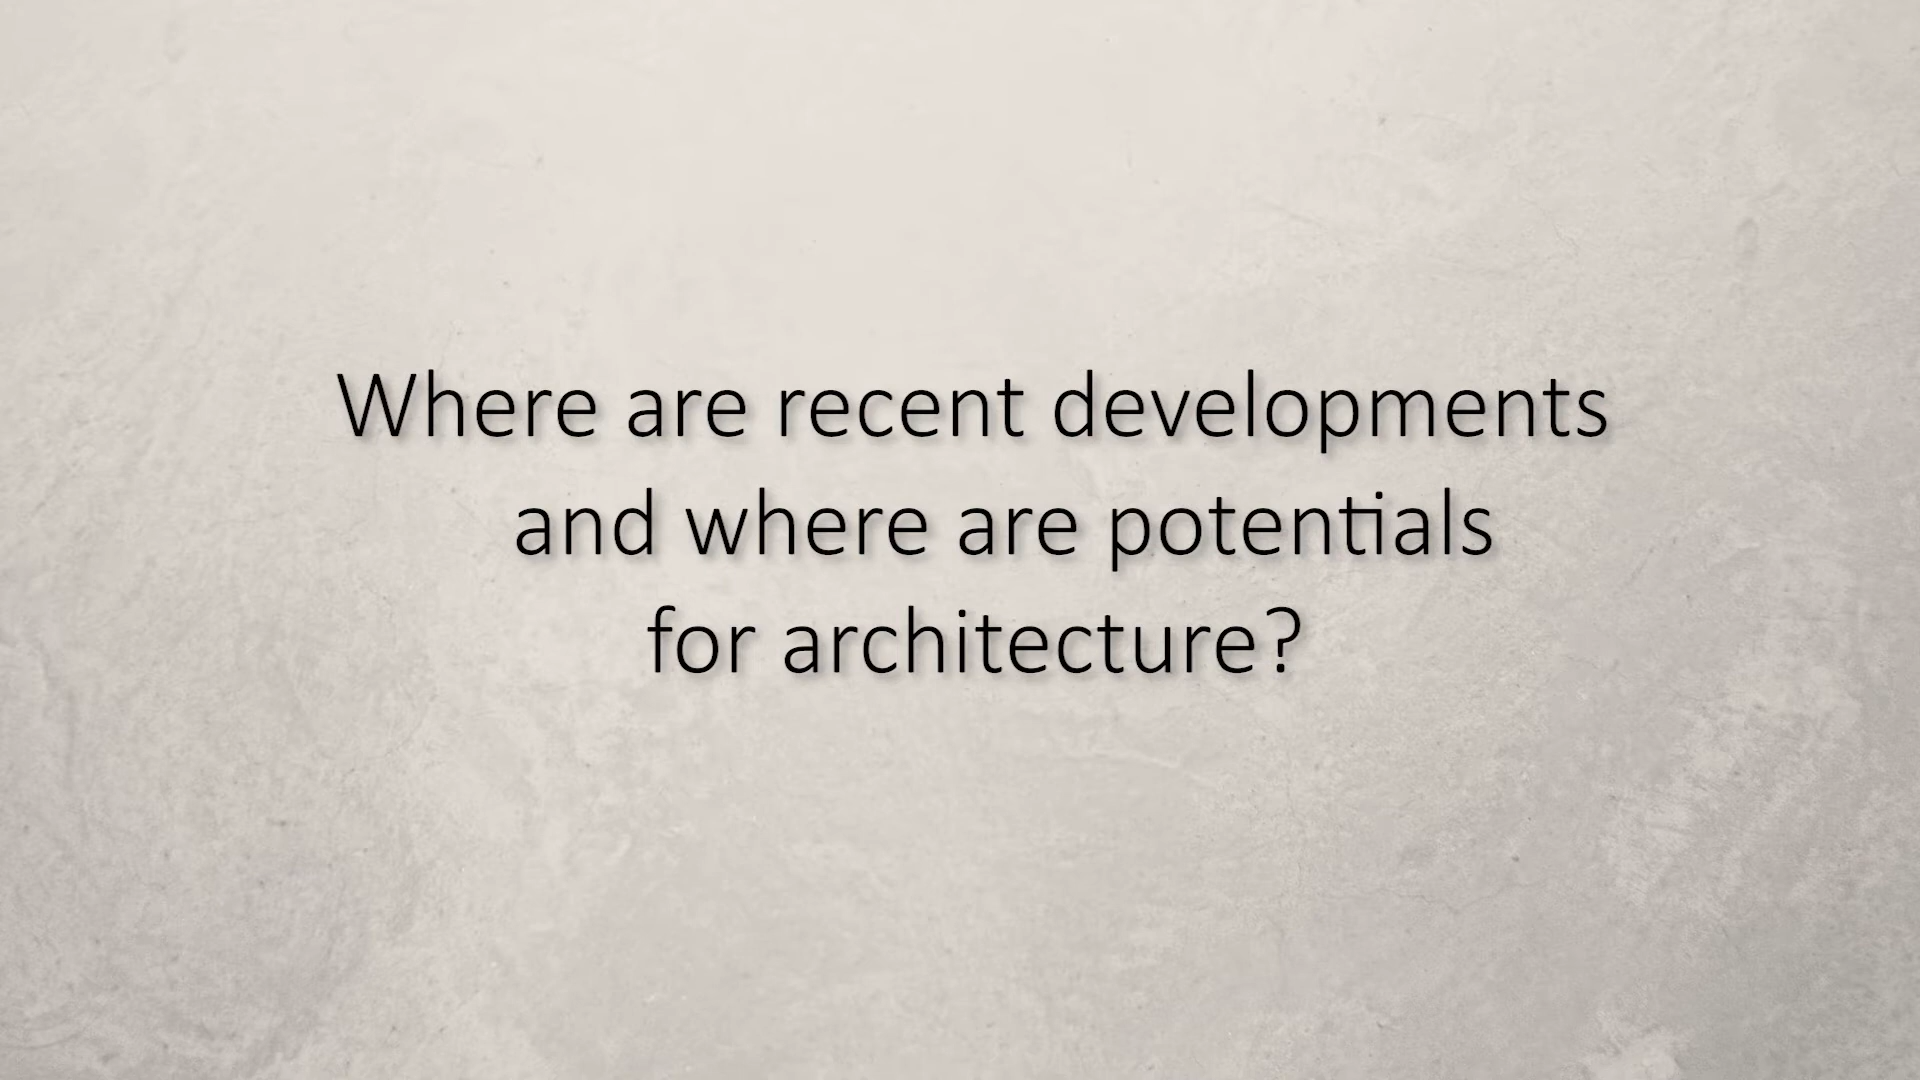 Where are recent developments
and where are potentials
for architecture?